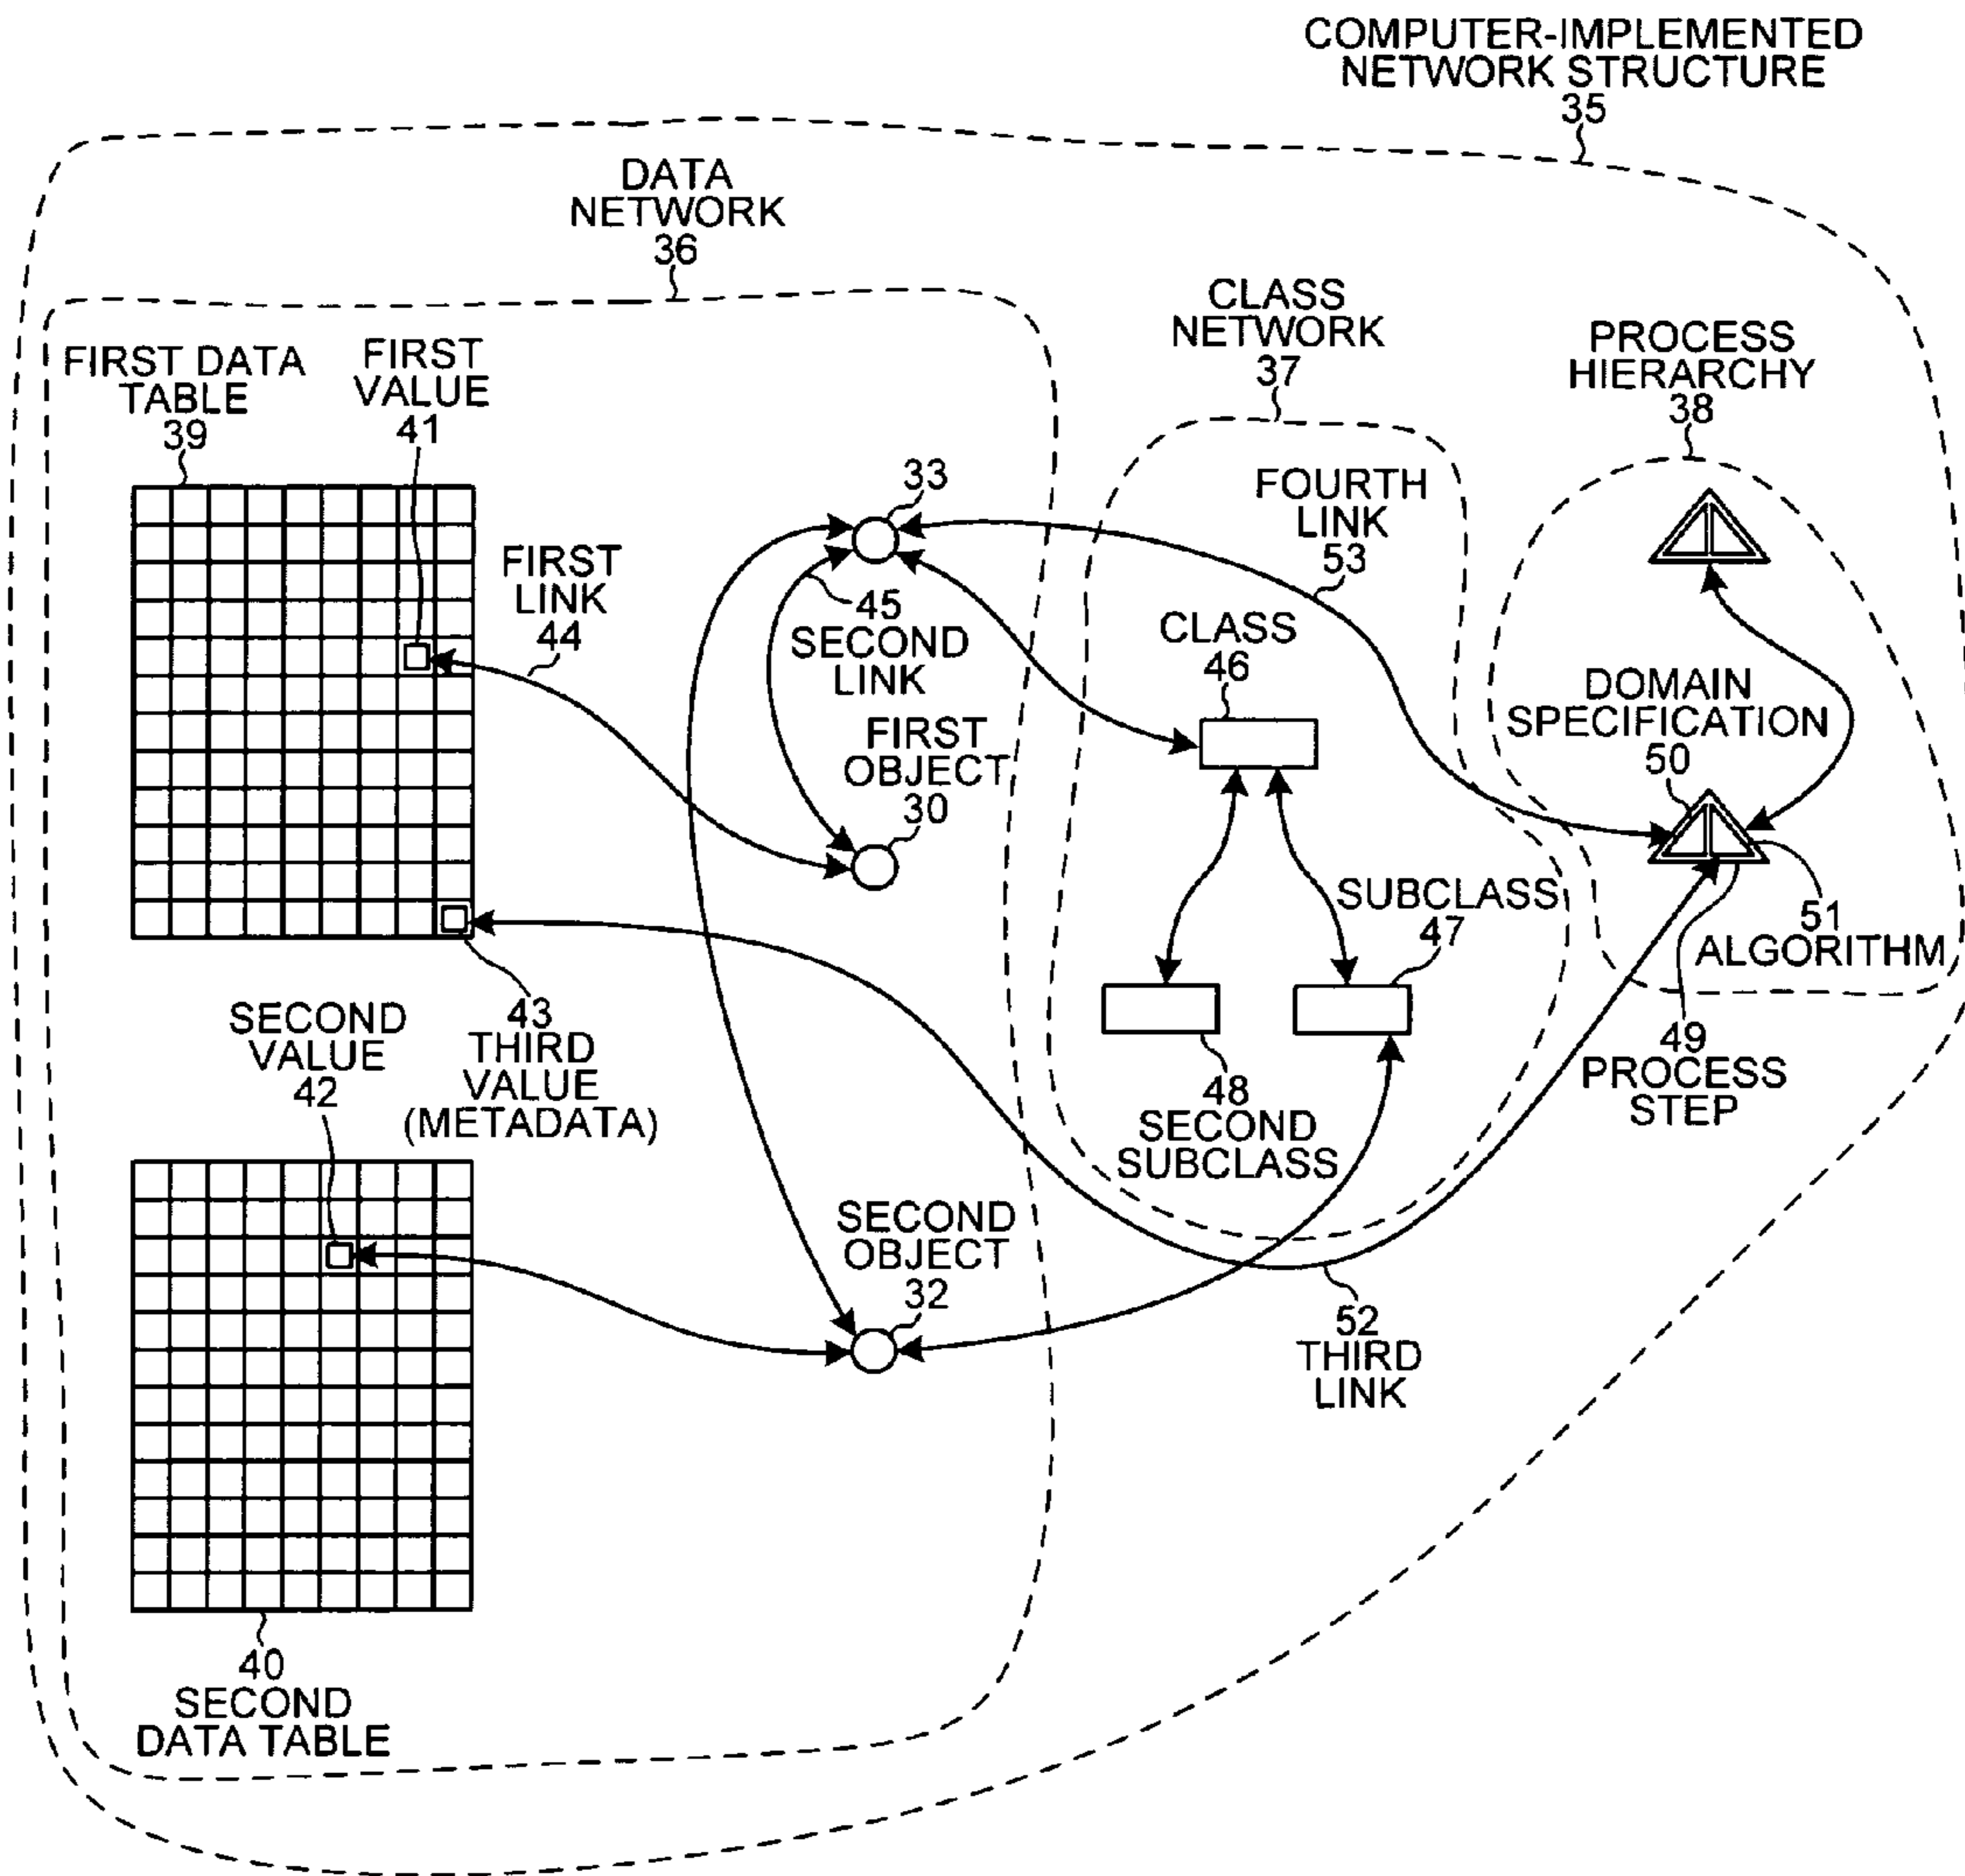 COMPUTER-IMPLEMENTED
NETWORK STRUCTURE
35
DATA
NETWORK
36
CLASS
NETWORK
37
PROCESS
HIERARCHY
38
FIRST DATA
TABLE
39
FIRST
VALUE
41
33
FOURTH
LINK
53
FIRST
LINK
44
45
SECOND
LINK
CLASS
46
DOMAIN
SPECIFICATION
50
FIRST
OBJECT
30
SUBCLASS
47
51
ALGORITHM
43
THIRD
VALUE
(METADATA)
SECOND
VALUE
42
49
PROCESS
STEP
48
SECOND
SUBCLASS
SECOND
OBJECT
32
52
THIRD
LINK
40
SECOND
DATA TABLE